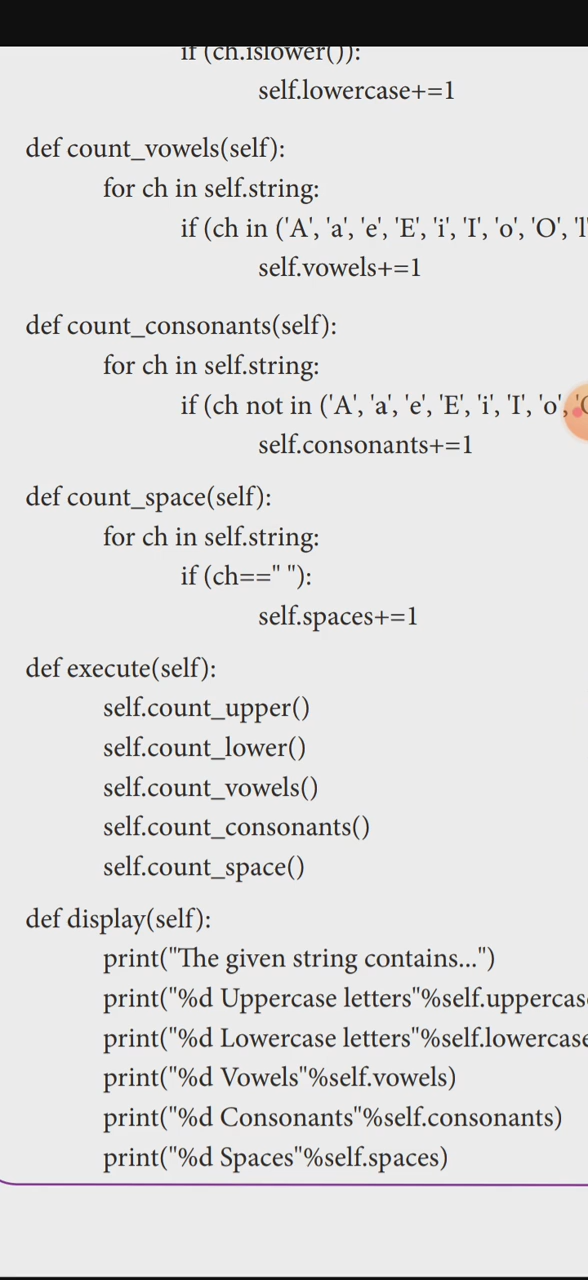 if (ch.islower()):
self.lowercase+=1
def count_vowels(self):
for ch in self.string:
if (ch in ('A', 'a', 'e', 'E', 'i', 'I', 'o', 'O',
self.vowels+=1
def count_consonants(self):
for ch in self.string:
if (ch not in ('A', 'a', 'e', 'E', 'i', 'I', 'o',
self.consonants+=1
def count_space(self):
for ch in self.string:
if (ch==" "):
self.spaces+=1
def execute(self):
self.count_upper()
self.count_lower()
self.count_vowels()
self.count_consonants()
self.count_space()
def display(self):
print("The given string contains...")
print("%d Uppercase letters"%self.uppercas
print("%d Lowercase letters"%self.lowercase
print("%d Vowels"%self.vowels)
print("%d Consonants"%self.consonants)
print("%d Spaces"%self.spaces)